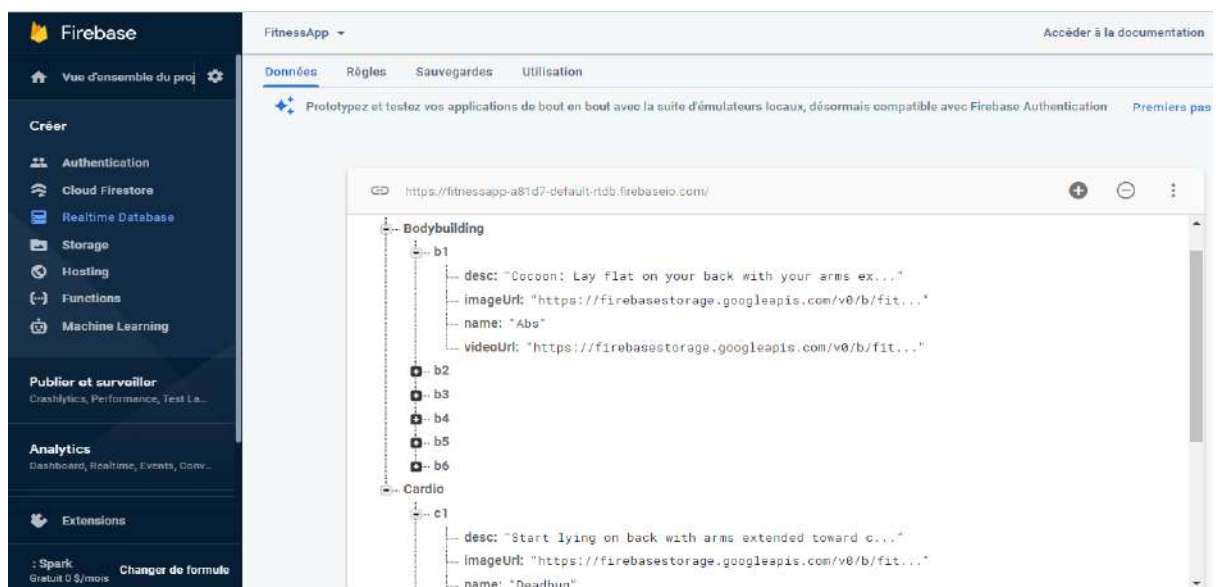 Firebase
FitnessApp
Accéder à la documentation
Vue d'ensemble du proj
Données Règles Sauvegardes Utilisation
Prototypez et testez vos applications de bout en bout avec la suite d'émulateurs locaux, désormais compatible avec Firebase Authentication Premiers pas
Créer
Authentication
Cloud Firestore
Realtime Database
Storage
Hosting
Functions
Machine Learning
Publier et surveiller
Crashlytics, Performance, Test La...
Analytics
Dashboard, Realtime, Events, Conv...
Extensions
: Spark
Gratuit 0 $/mois
Changer de formule
https://fitnessapp-a81d7-default-rtdb.firebaseio.com/
Bodybuilding
b1
desc: "Cocoon: Lay flat on your back with your arms ex..."
imageUrl: "https://firebasestorage.googleapis.com/v0/b/fit..."
name: "Abs"
videoUrl: "https://firebasestorage.googleapis.com/v0/b/fit..."
b2
b3
b4
b5
b6
Cardio
c1
desc: "Start lying on back with arms extended toward c..."
imageUrl: "https://firebasestorage.googleapis.com/v0/b/fit..."
name: "Deadbug"